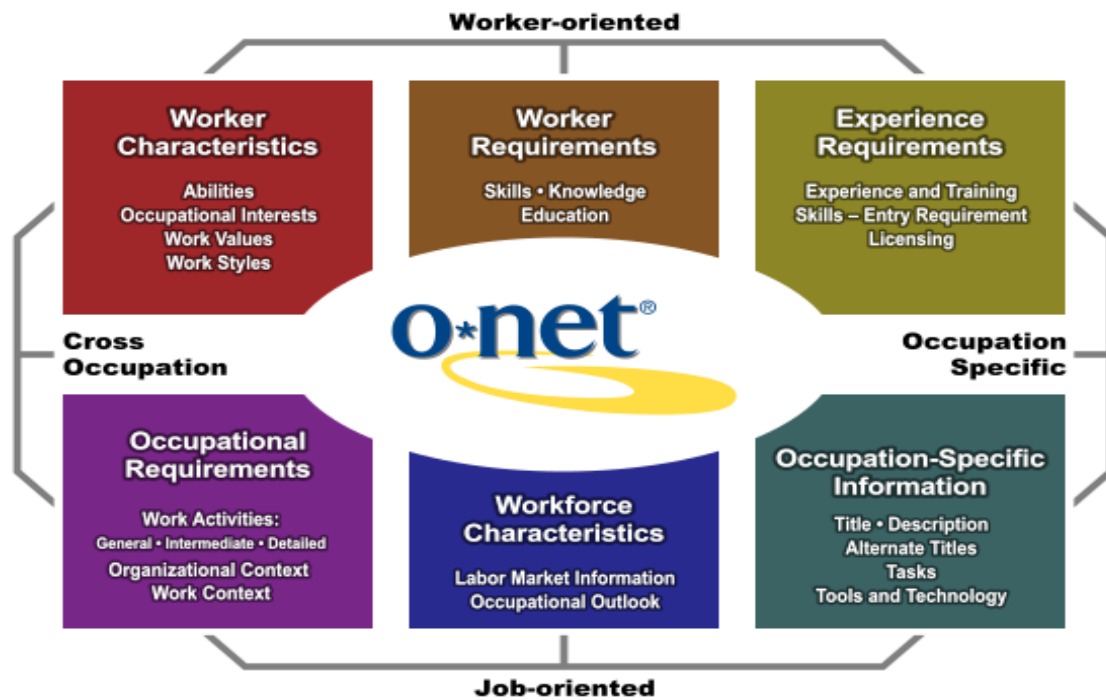 Worker-oriented
Worker
Characteristics
Abilities
Occupational Interests
Work Values
Work Styles
Worker
Requirements
Skills • Knowledge
Education
Experience
Requirements
Experience and Training
Skills – Entry Requirement
Licensing
o*net®
Cross
Occupation
Occupation
Specific
Occupational
Requirements
Work Activities:
General • Intermediate • Detailed
Organizational Context
Work Context
Workforce
Characteristics
Labor Market Information
Occupational Outlook
Occupation-Specific
Information
Title • Description
Alternate Titles
Tasks
Tools and Technology
Job-oriented